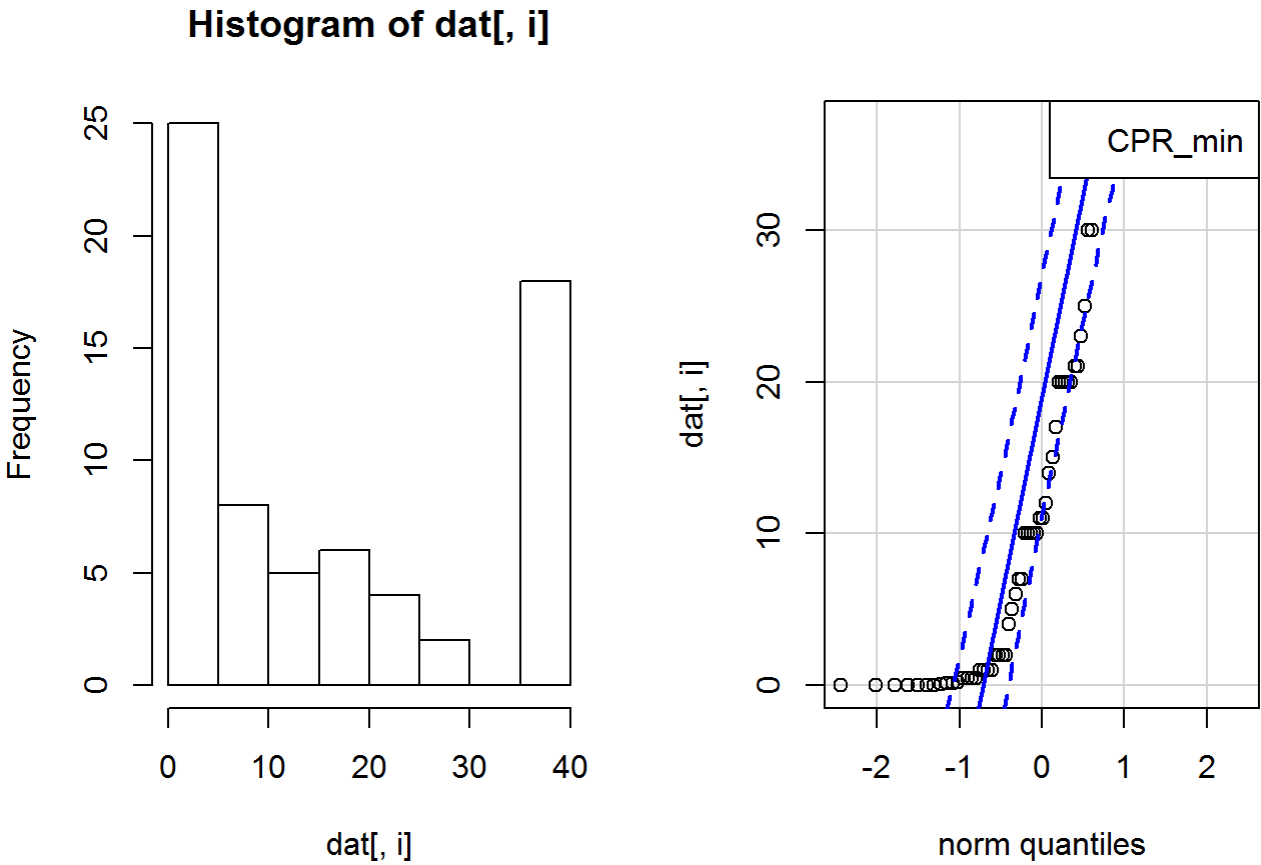 Histogram of dat[, i]
Frequency
25
20
15
10
5
0
0 10 20 30 40
dat[, i]
CPR_min
dat[, i]
30
20
10
0
-2 -1 0 1 2
norm quantiles